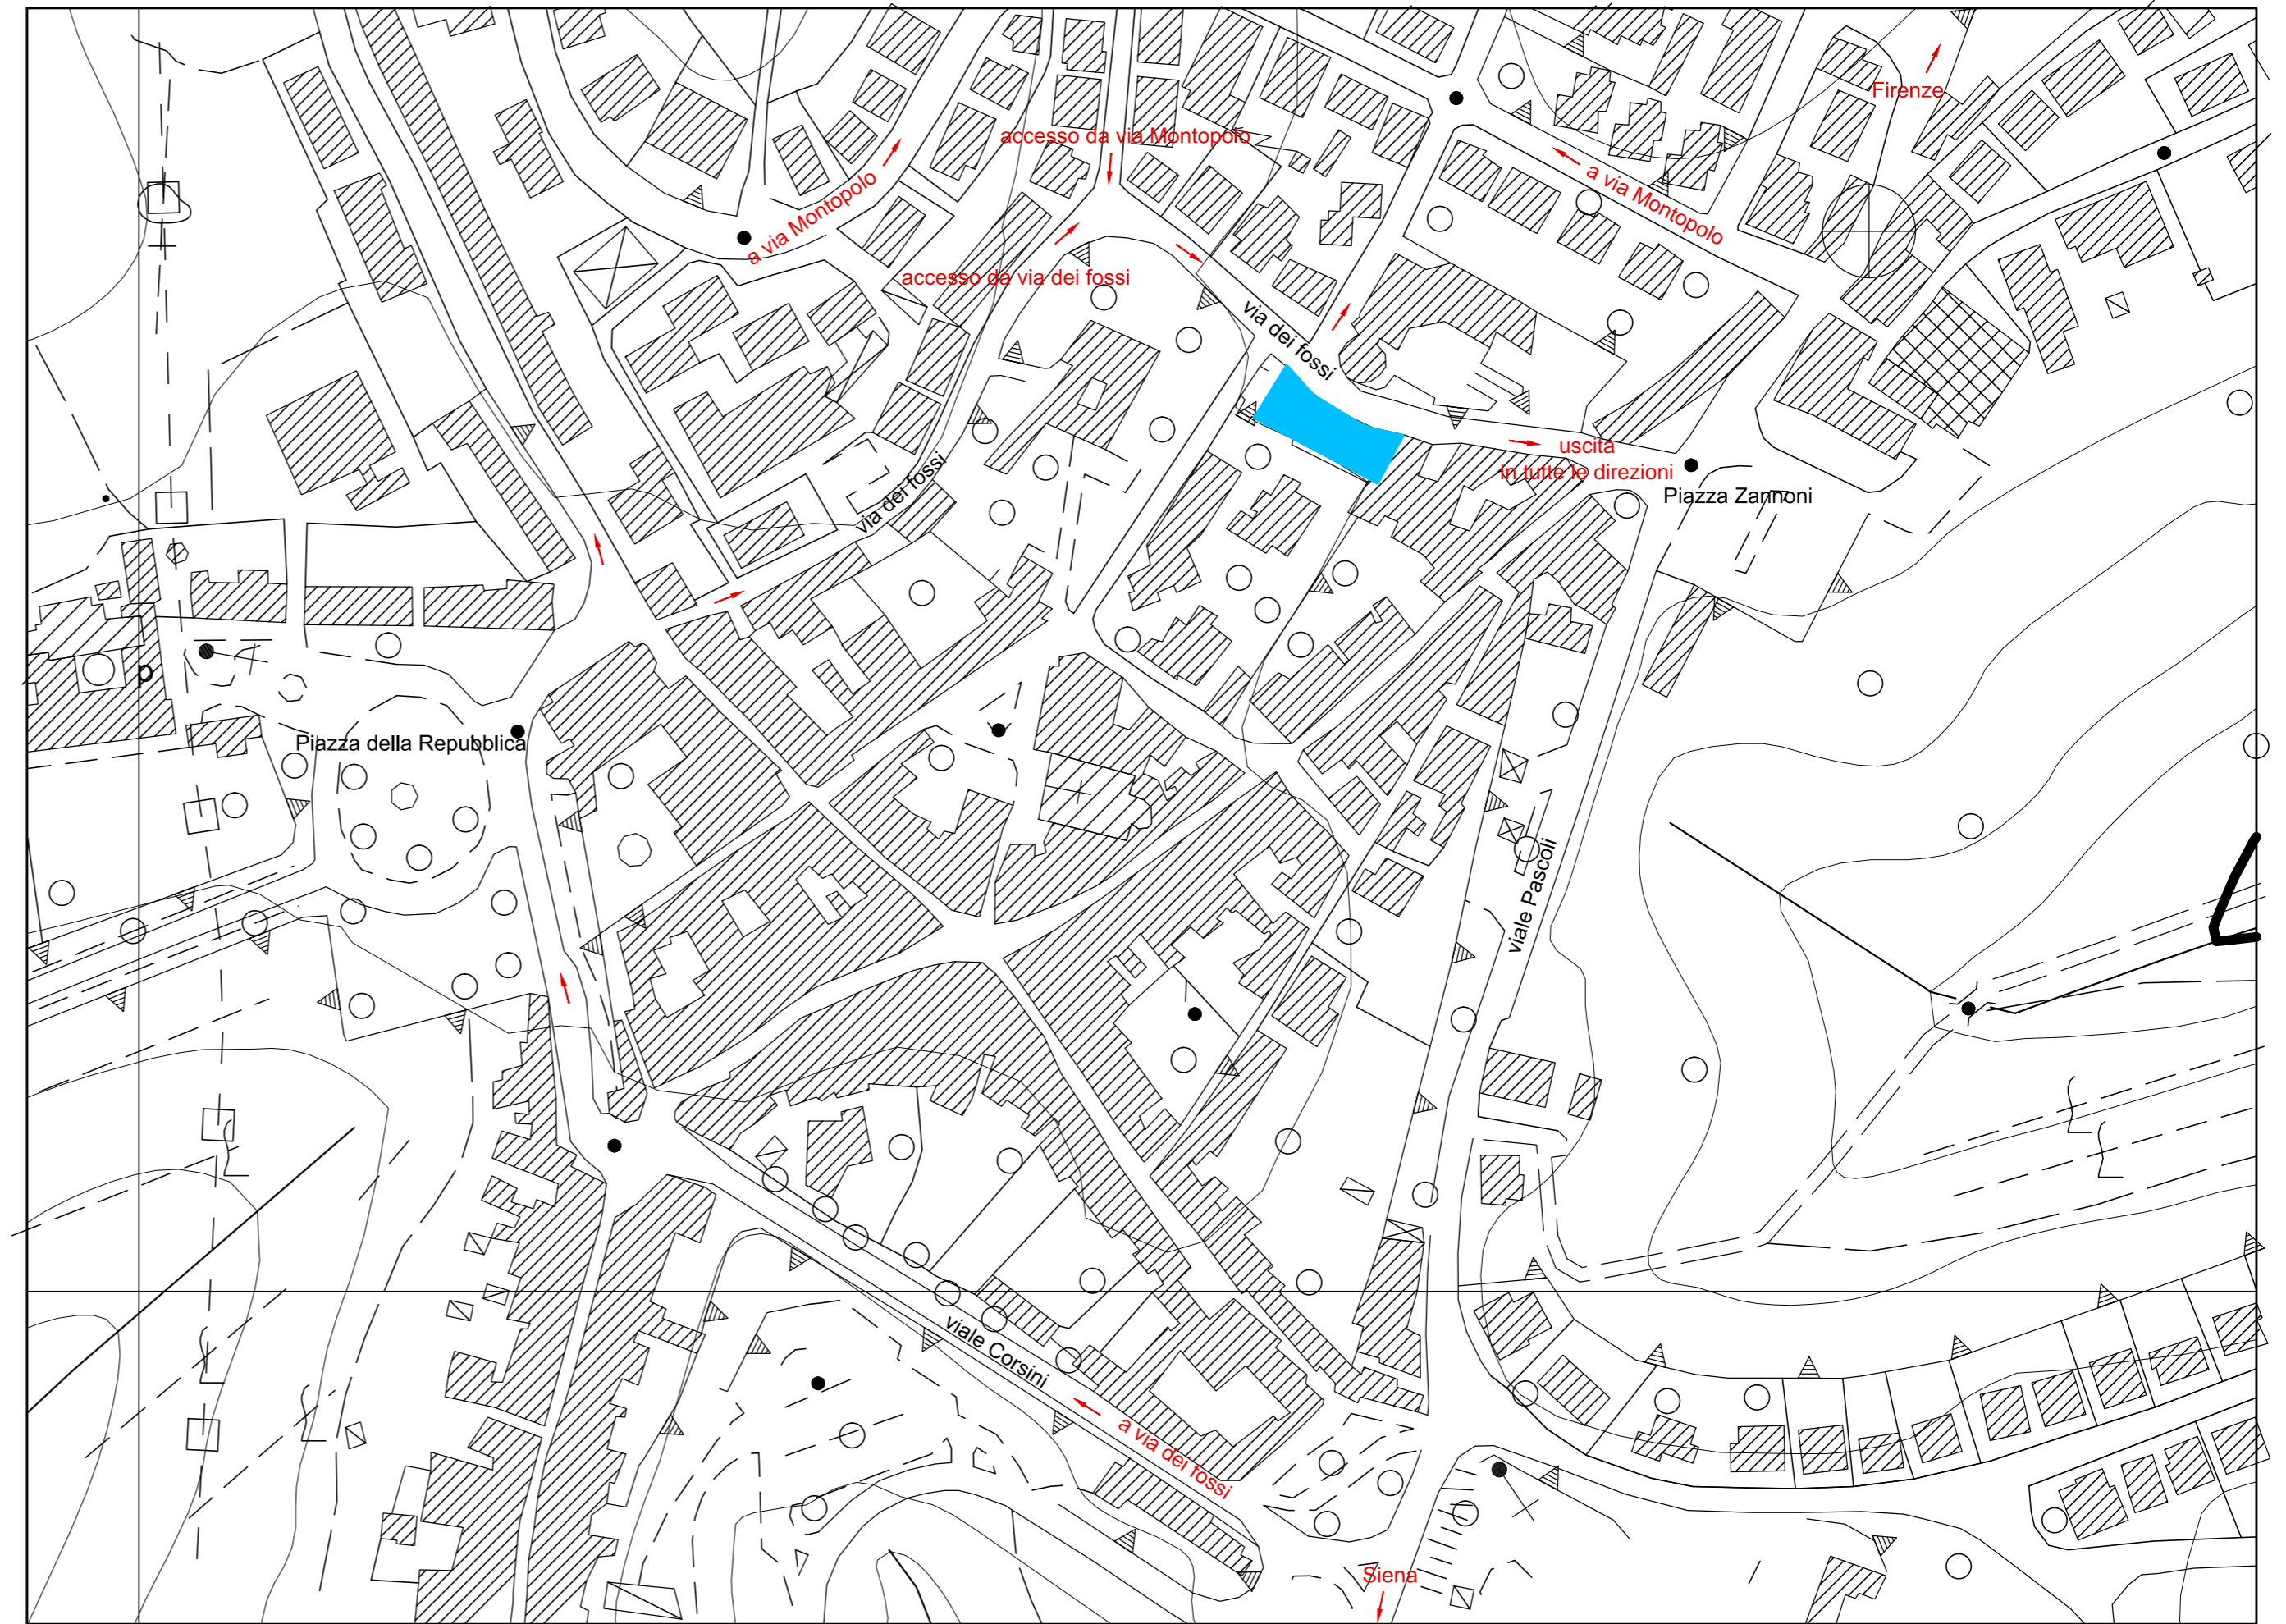 Firenze
accesso da via Montopolo
a via Montopolo
a via Montopolo
accesso da via dei fossi
via dei fossi
uscita
in tutte le direzioni
via dei fossi
Piazza Zannoni
p
Piazza della Repubblica
viale Pascoli
viale Corsini
a via dei fossi
Siena